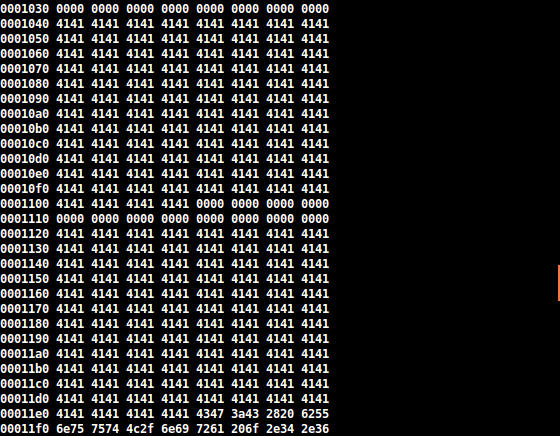 0001030 0000 0000 0000 0000 0000 0000 0000 0000
0001040 4141 4141 4141 4141 4141 4141 4141 4141
0001050 4141 4141 4141 4141 4141 4141 4141 4141
0001060 4141 4141 4141 4141 4141 4141 4141 4141
0001070 4141 4141 4141 4141 4141 4141 4141 4141
0001080 4141 4141 4141 4141 4141 4141 4141 4141
0001090 4141 4141 4141 4141 4141 4141 4141 4141
00010a0 4141 4141 4141 4141 4141 4141 4141 4141
00010b0 4141 4141 4141 4141 4141 4141 4141 4141
00010c0 4141 4141 4141 4141 4141 4141 4141 4141
00010d0 4141 4141 4141 4141 4141 4141 4141 4141
00010e0 4141 4141 4141 4141 4141 4141 4141 4141
00010f0 4141 4141 4141 4141 4141 4141 4141 4141
0001100 4141 4141 4141 4141 0000 0000 0000 0000
0001110 0000 0000 0000 0000 0000 0000 0000 0000
0001120 4141 4141 4141 4141 4141 4141 4141 4141
0001130 4141 4141 4141 4141 4141 4141 4141 4141
0001140 4141 4141 4141 4141 4141 4141 4141 4141
0001150 4141 4141 4141 4141 4141 4141 4141 4141
0001160 4141 4141 4141 4141 4141 4141 4141 4141
0001170 4141 4141 4141 4141 4141 4141 4141 4141
0001180 4141 4141 4141 4141 4141 4141 4141 4141
0001190 4141 4141 4141 4141 4141 4141 4141 4141
00011a0 4141 4141 4141 4141 4141 4141 4141 4141
00011b0 4141 4141 4141 4141 4141 4141 4141 4141
00011c0 4141 4141 4141 4141 4141 4141 4141 4141
00011d0 4141 4141 4141 4141 4141 4141 4141 4141
00011e0 4141 4141 4141 4141 4347 3a43 2820 6255
00011f0 6e75 7574 4c2f 6e69 7261 206f 2e34 2e36